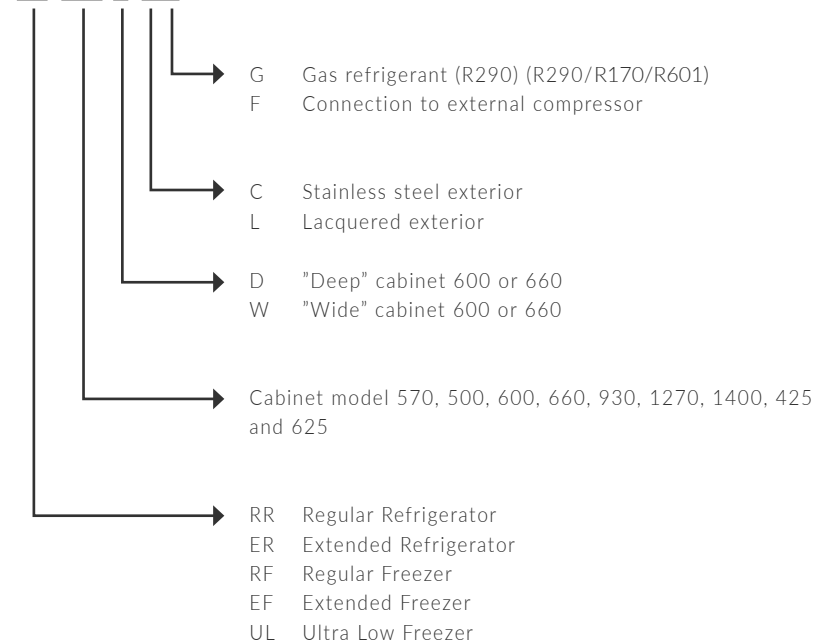 G Gas refrigerant (R290) (R290/R170/R601)
F Connection to external compressor
C Stainless steel exterior
L Lacquered exterior
D ”Deep” cabinet 600 or 660
W ”Wide” cabinet 600 or 660
Cabinet model 570, 500, 600, 660, 930, 1270, 1400, 425
and 625
RR Regular Refrigerator
ER Extended Refrigerator
RF Regular Freezer
EF Extended Freezer
UL Ultra Low Freezer